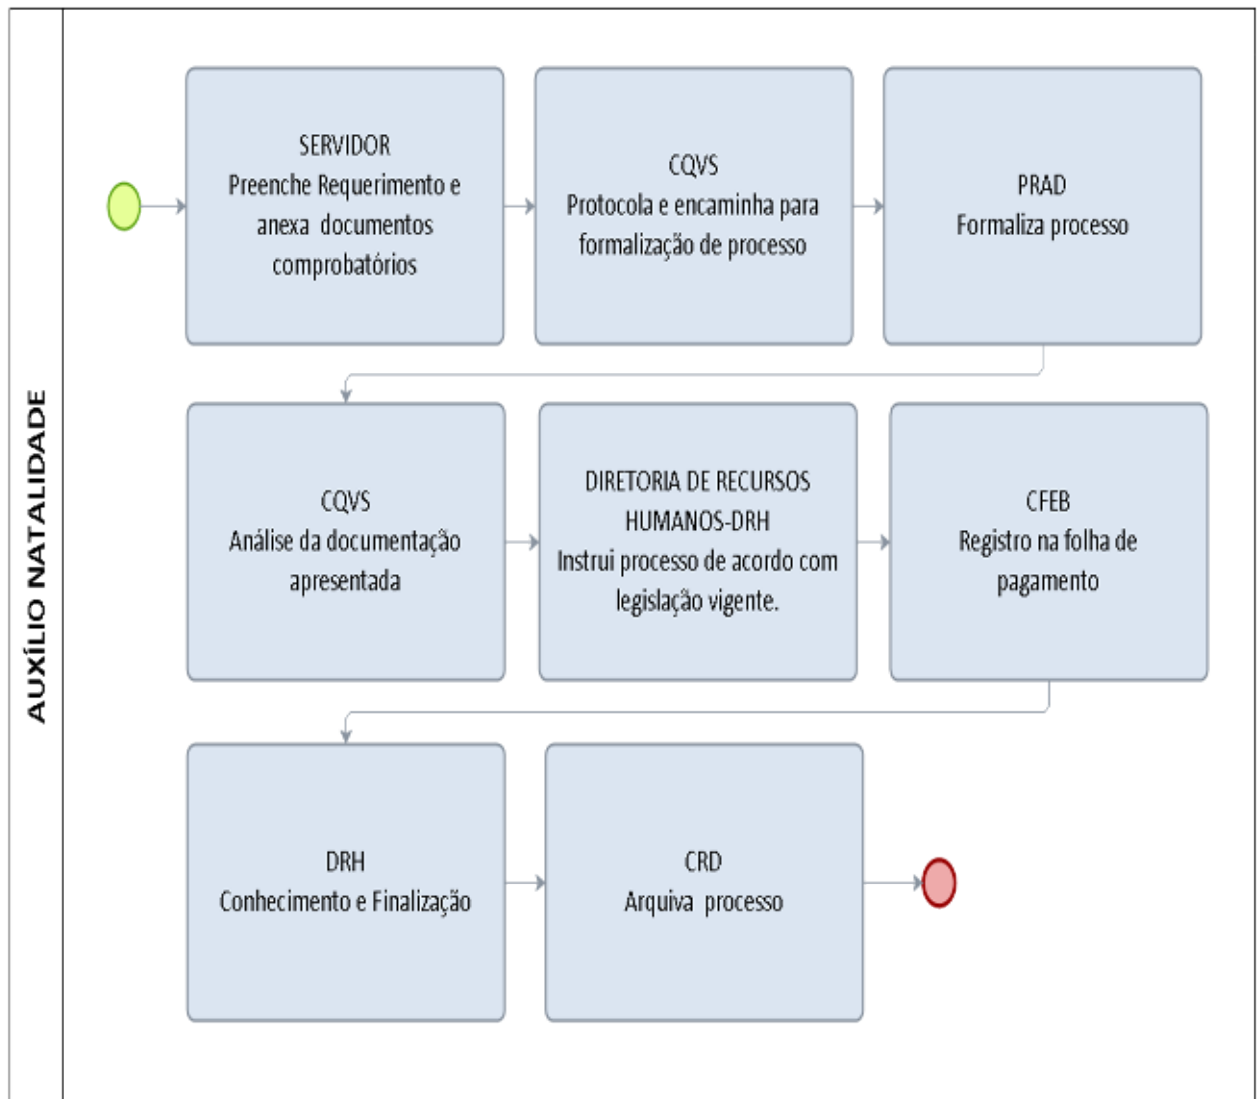 AUXÍLIO NATALIDADE
SERVIDOR
Preenche Requerimento e
anexa documentos
comprobatórios
CQVS
Protocola e encaminha para
formalização de processo
PRAD
Formaliza processo
CQVS
Análise da documentação
apresentada
DIRETORIA DE RECURSOS
HUMANOS-DRH
Instrui processo de acordo com
legislação vigente.
CFEB
Registro na folha de
pagamento
DRH
Conhecimento e Finalização
CRD
Arquiva processo